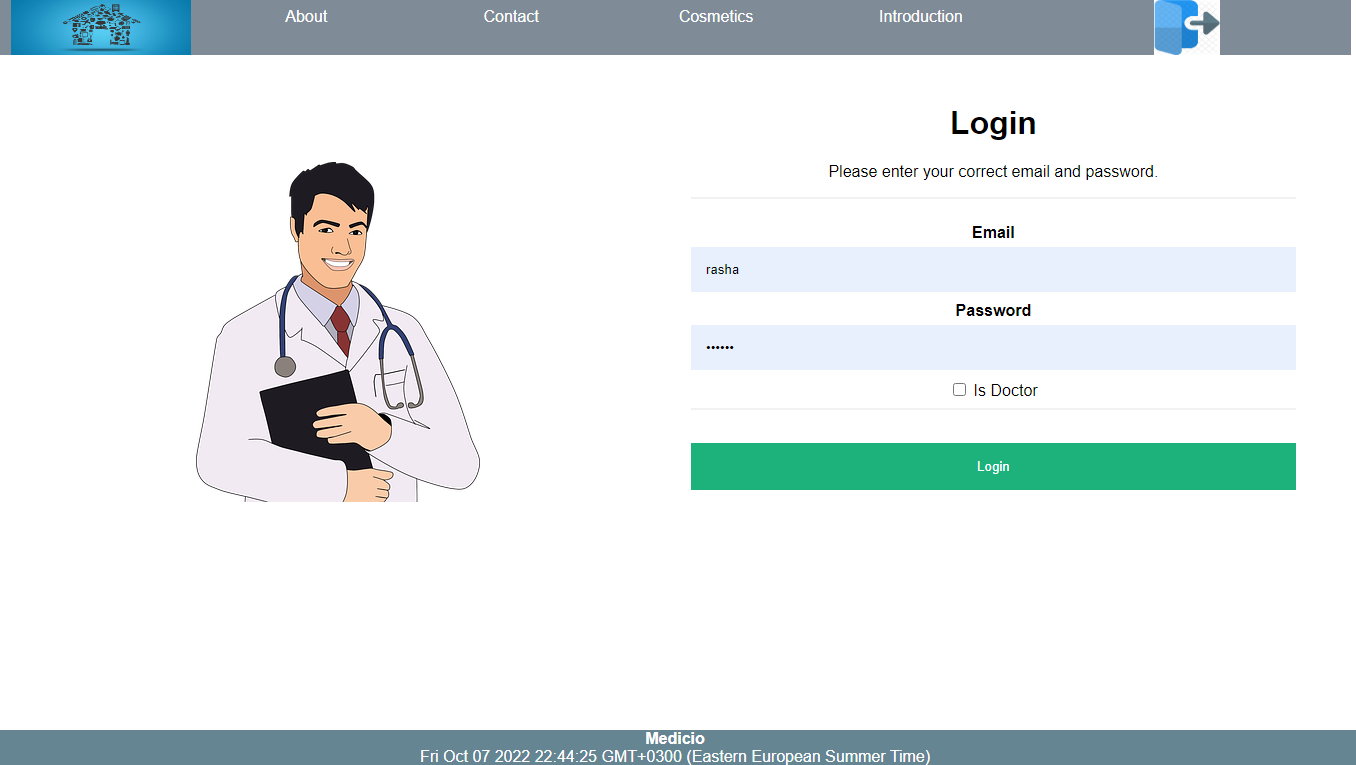 About
Contact
Cosmetics
Introduction
Login
Please enter your correct email and password.
Email
rasha
Password
••••••
Is Doctor
Login
Medicio
Fri Oct 07 2022 22:44:25 GMT+0300 (Eastern European Summer Time)